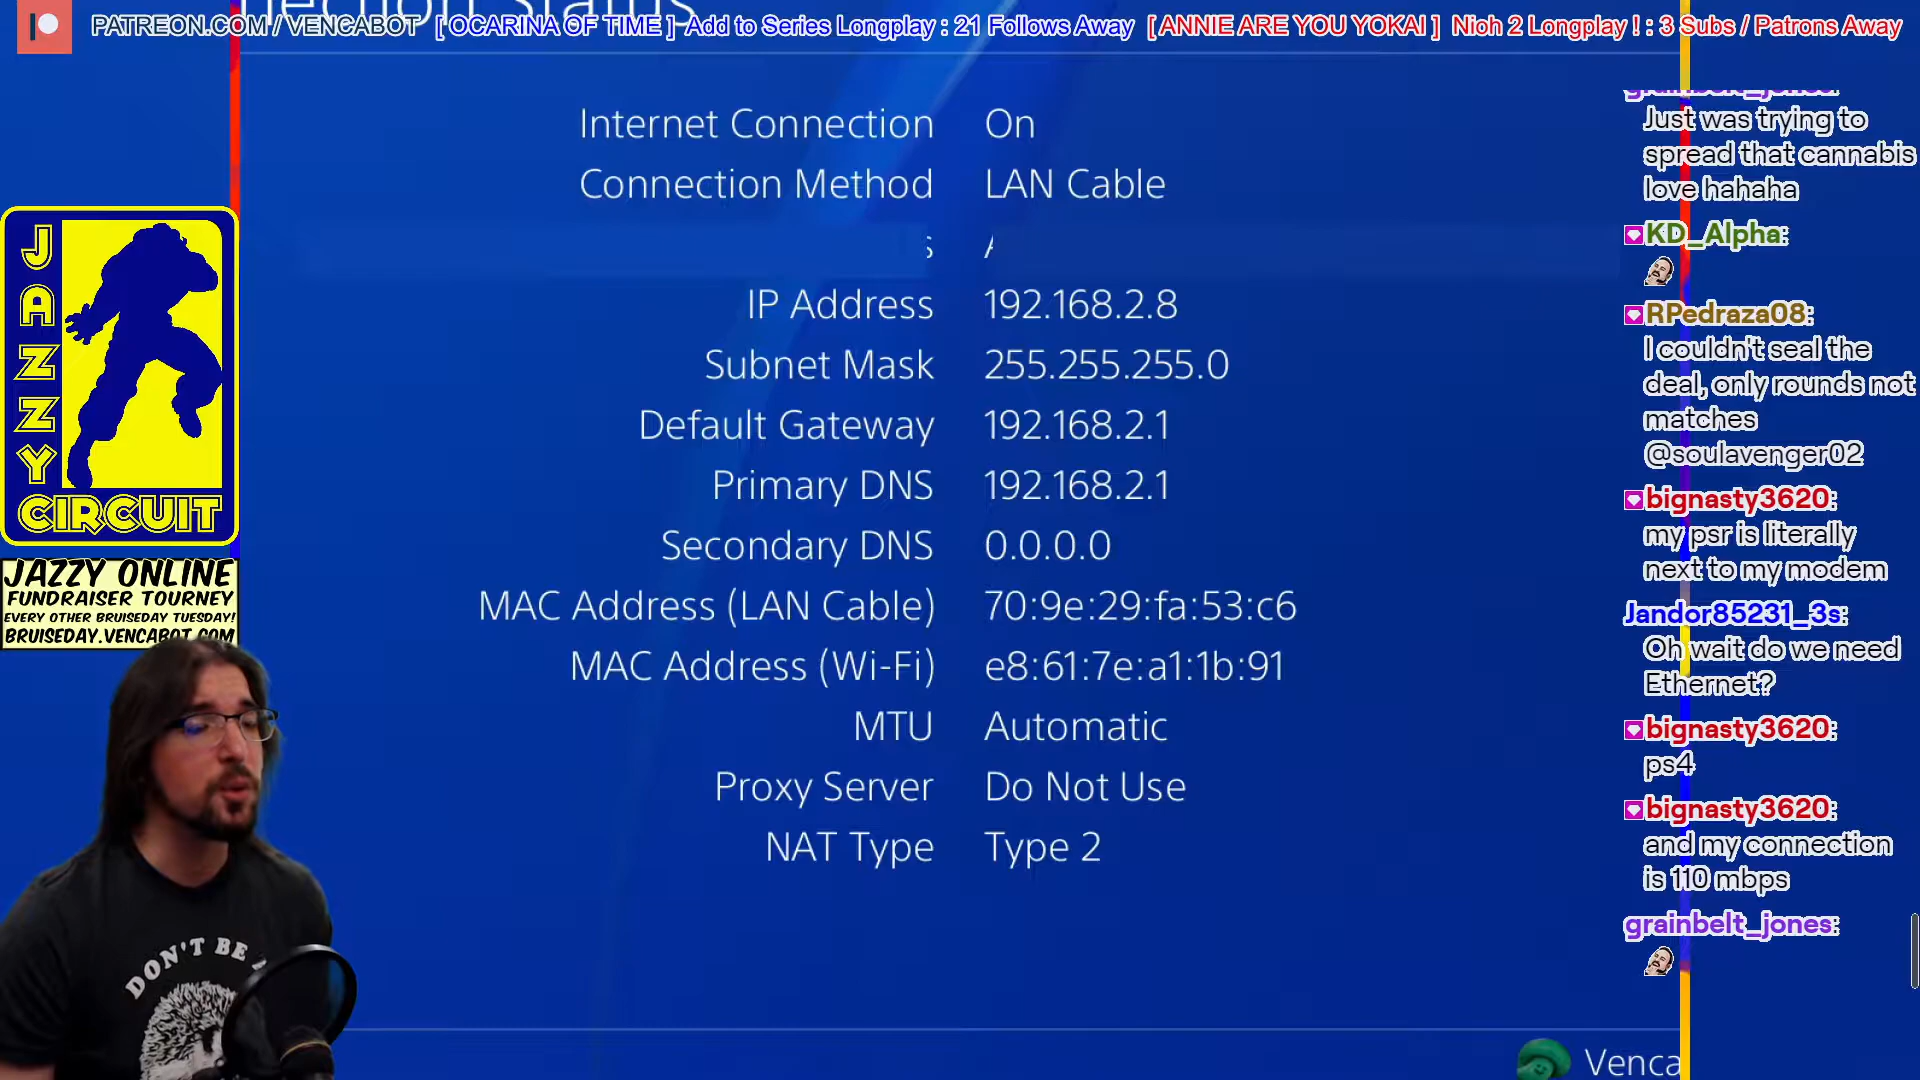 nection Status
PATREON.COM / VENCABOT [ OCARINA OF TIME ] Add to Series Longplay : 21 Follows Away [ ANNIE ARE YOU YOKAI ] Nioh 2 Longplay ! : 3 Subs / Patrons Away
Internet Connection On
Connection Method LAN Cable
IP Address 192.168.2.8
Subnet Mask 255.255.255.0
Default Gateway 192.168.2.1
Primary DNS 192.168.2.1
Secondary DNS 0.0.0.0
MAC Address (LAN Cable) 70:9e:29:fa:53:c6
MAC Address (Wi-Fi) e8:61:7e:a1:1b:91
MTU Automatic
Proxy Server Do Not Use
NAT Type Type 2
Venca
JAZZY
CIRCUIT
JAZZY ONLINE
FUNDRAISER TOURNEY
EVERY OTHER BRUISEDAY TUESDAY!
BRUISEDAY.VENCABOT.COM
DON'T BE
grainbelt_jones:
Just was trying to
spread that cannabis
love hahaha
KD_Alpha:
RPedraza08:
I couldn't seal the
deal, only rounds not
matches
@soulavenger02
bignasty3620:
my psr is literally
next to my modem
Jandor85231_3s:
Oh wait do we need
Ethernet?
bignasty3620:
ps4
bignasty3620:
and my connection
is 110 mbps
grainbelt_jones: